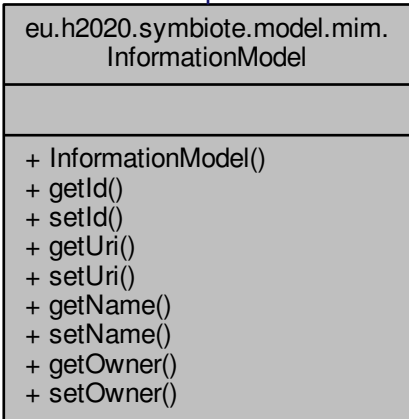 eu.h2020.symbiote.model.mim.
InformationModel
+ InformationModel()
+ getId()
+ setId()
+ getUri()
+ setUri()
+ getName()
+ setName()
+ getOwner()
+ setOwner()